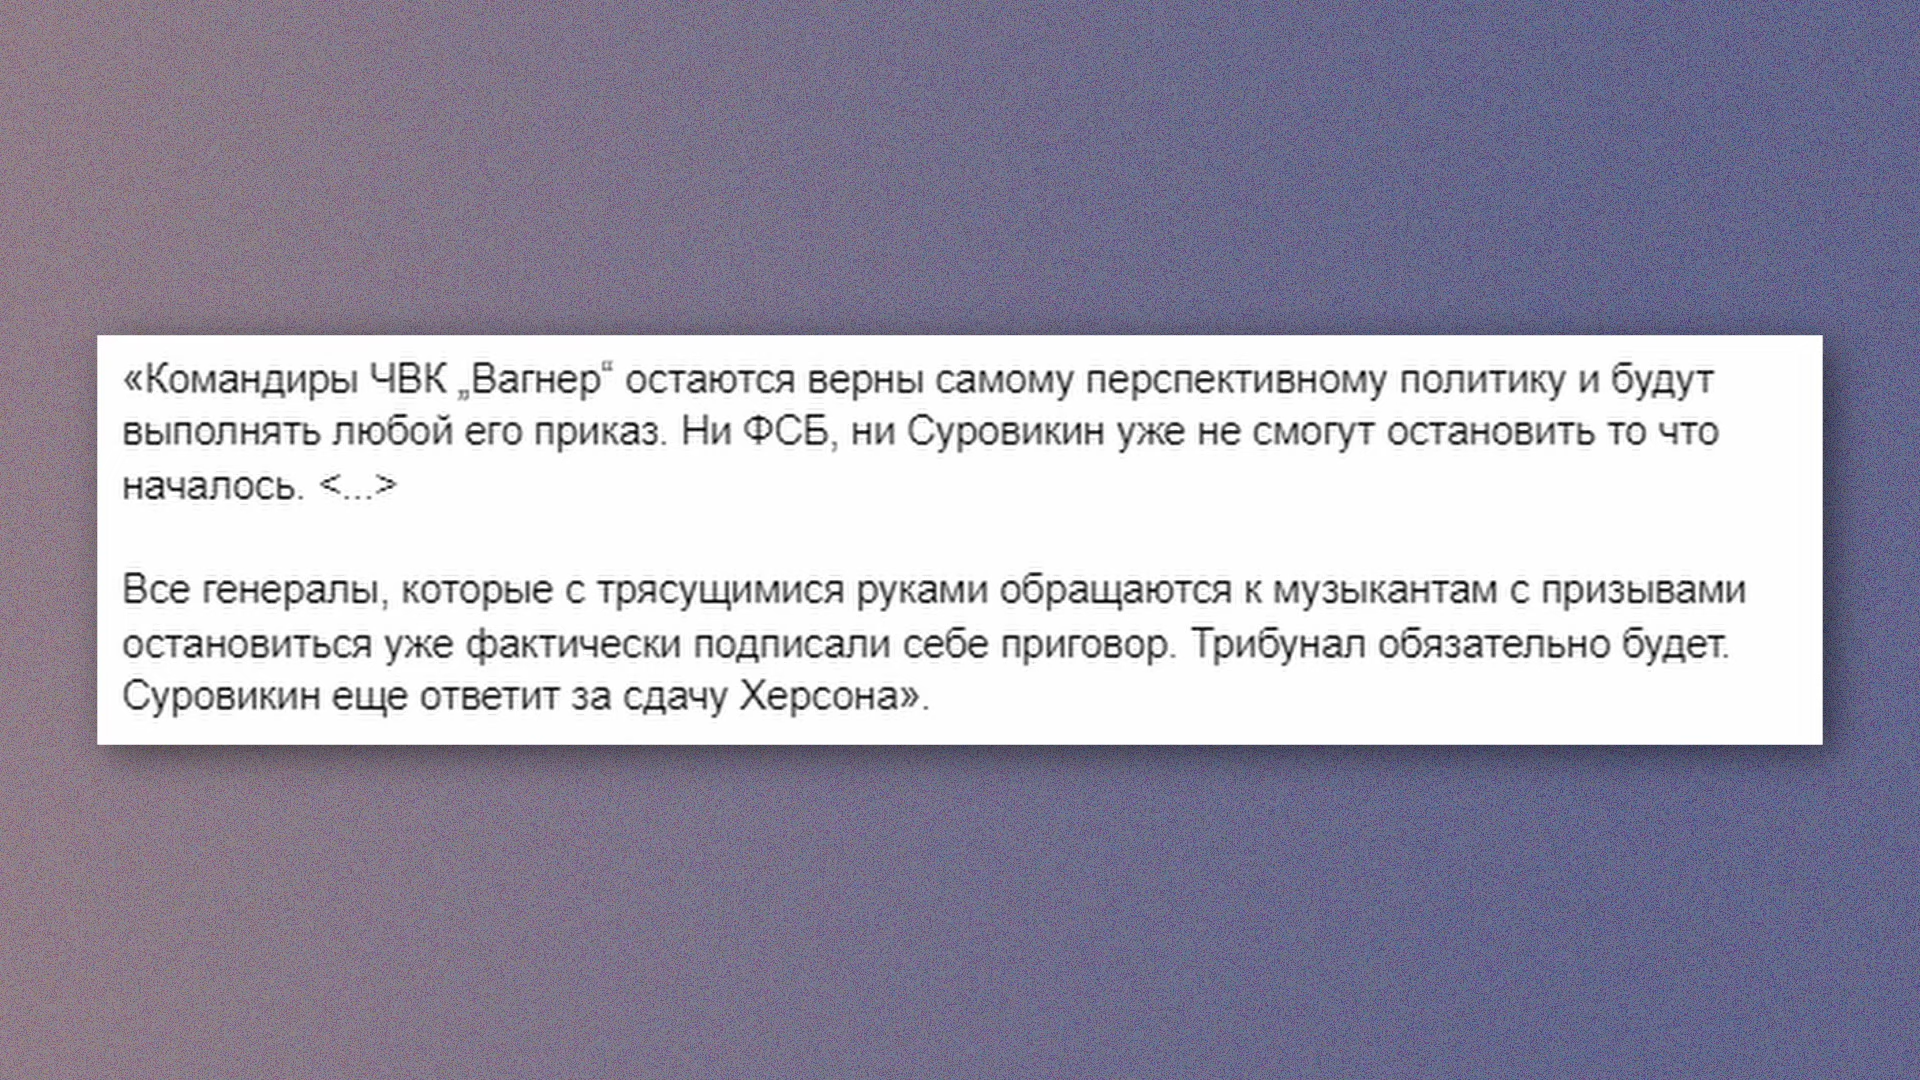 «Командиры ЧВК „Вагнер“ остаются верны самому перспективному политику и будут
выполнять любой его приказ. Ни ФСБ, ни Суровикин уже не смогут остановить то что
началось. <...>
Все генералы, которые с трясущимися руками обращаются к музыкантам с призывами
остановиться уже фактически подписали себе приговор. Трибунал обязательно будет.
Суровикин еще ответит за сдачу Херсона».